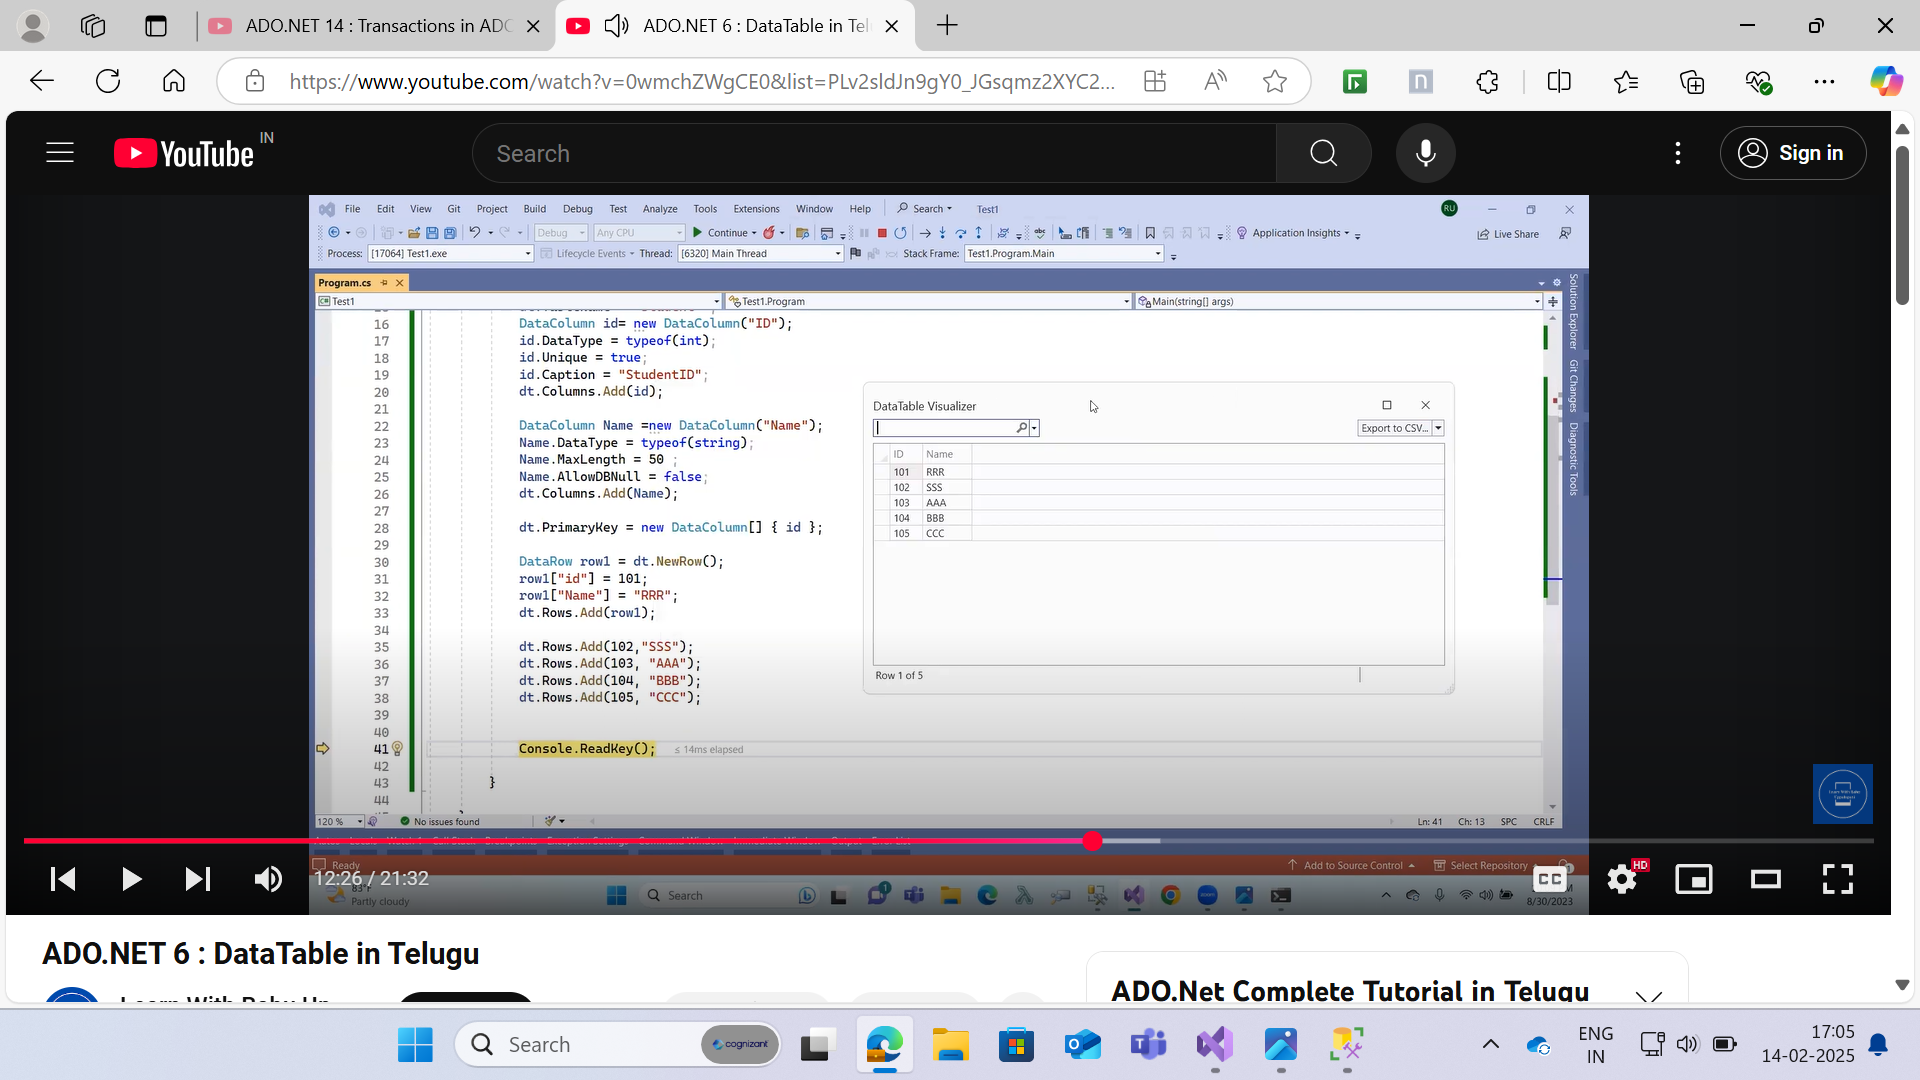 ADO.NET 14 : Transactions in ADO
ADO.NET 6 : DataTable in Tel
https://www.youtube.com/watch?v=0wmchZWgCE0&list=PLv2sldJn9gY0_JGsqmz2XYC2...
YouTube IN
Search
Sign in
File Edit View Git Project Build Debug Test Analyze Tools Extensions Window Help Search Test1 RU
Debug Any CPU Continue Application Insights Live Share
Process: [17064] Test1.exe Lifecycle Events Thread: [6320] Main Thread Stack Frame: Test1.Program.Main
Program.cs
Test1 Test1.Program Main(string[] args)
16 DataColumn id= new DataColumn("ID");
17 id.DataType = typeof(int);
18 id.Unique = true;
19 id.Caption = "StudentID";
20 dt.Columns.Add(id);
21
22 DataColumn Name =new DataColumn("Name");
23 Name.DataType = typeof(string);
24 Name.MaxLength = 50 ;
25 Name.AllowDBNull = false;
26 dt.Columns.Add(Name);
27
28 dt.PrimaryKey = new DataColumn[] { id };
29
30 DataRow row1 = dt.NewRow();
31 row1["id"] = 101;
32 row1["Name"] = "RRR";
33 dt.Rows.Add(row1);
34
35 dt.Rows.Add(102,"SSS");
36 dt.Rows.Add(103, "AAA");
37 dt.Rows.Add(104, "BBB");
38 dt.Rows.Add(105, "CCC");
39
40
41 Console.ReadKey(); ≤ 14ms elapsed
42
43 }
44
DataTable Visualizer
Export to CSV...
ID Name
101 RRR
102 SSS
103 AAA
104 BBB
105 CCC
Row 1 of 5
Solution Explorer
Git Changes
Diagnostic Tools
120 % No issues found Ln: 41 Ch: 13 SPC CRLF
Ready Add to Source Control Select Repository
12:26 / 21:32
CC HD
83°F
Partly cloudy
Search
8/30/2023
ADO.NET 6 : DataTable in Telugu
ADO.Net Complete Tutorial in Telugu
Search cognizant
ENG
IN
17:05
14-02-2025